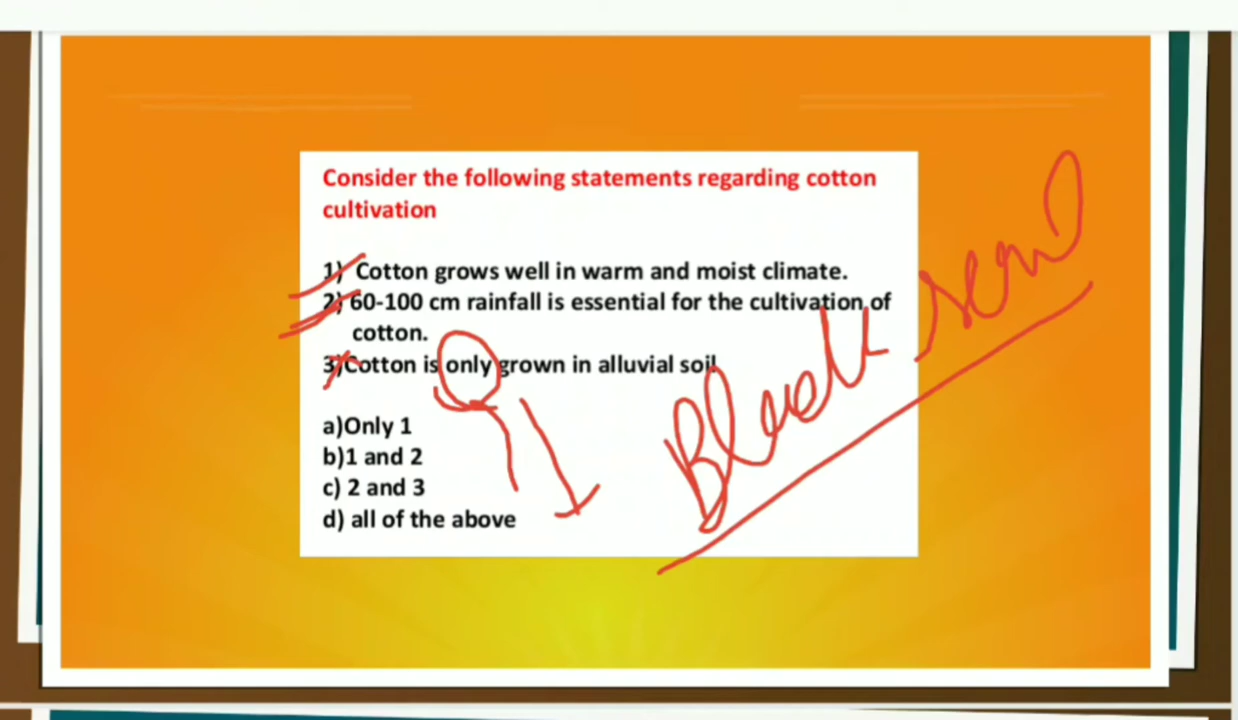 Consider the following statements regarding cotton
cultivation
1) Cotton grows well in warm and moist climate.
2) 60-100 cm rainfall is essential for the cultivation of
cotton.
3)Cotton is only grown in alluvial soil
a)Only 1
b)1 and 2
c) 2 and 3
d) all of the above
Black